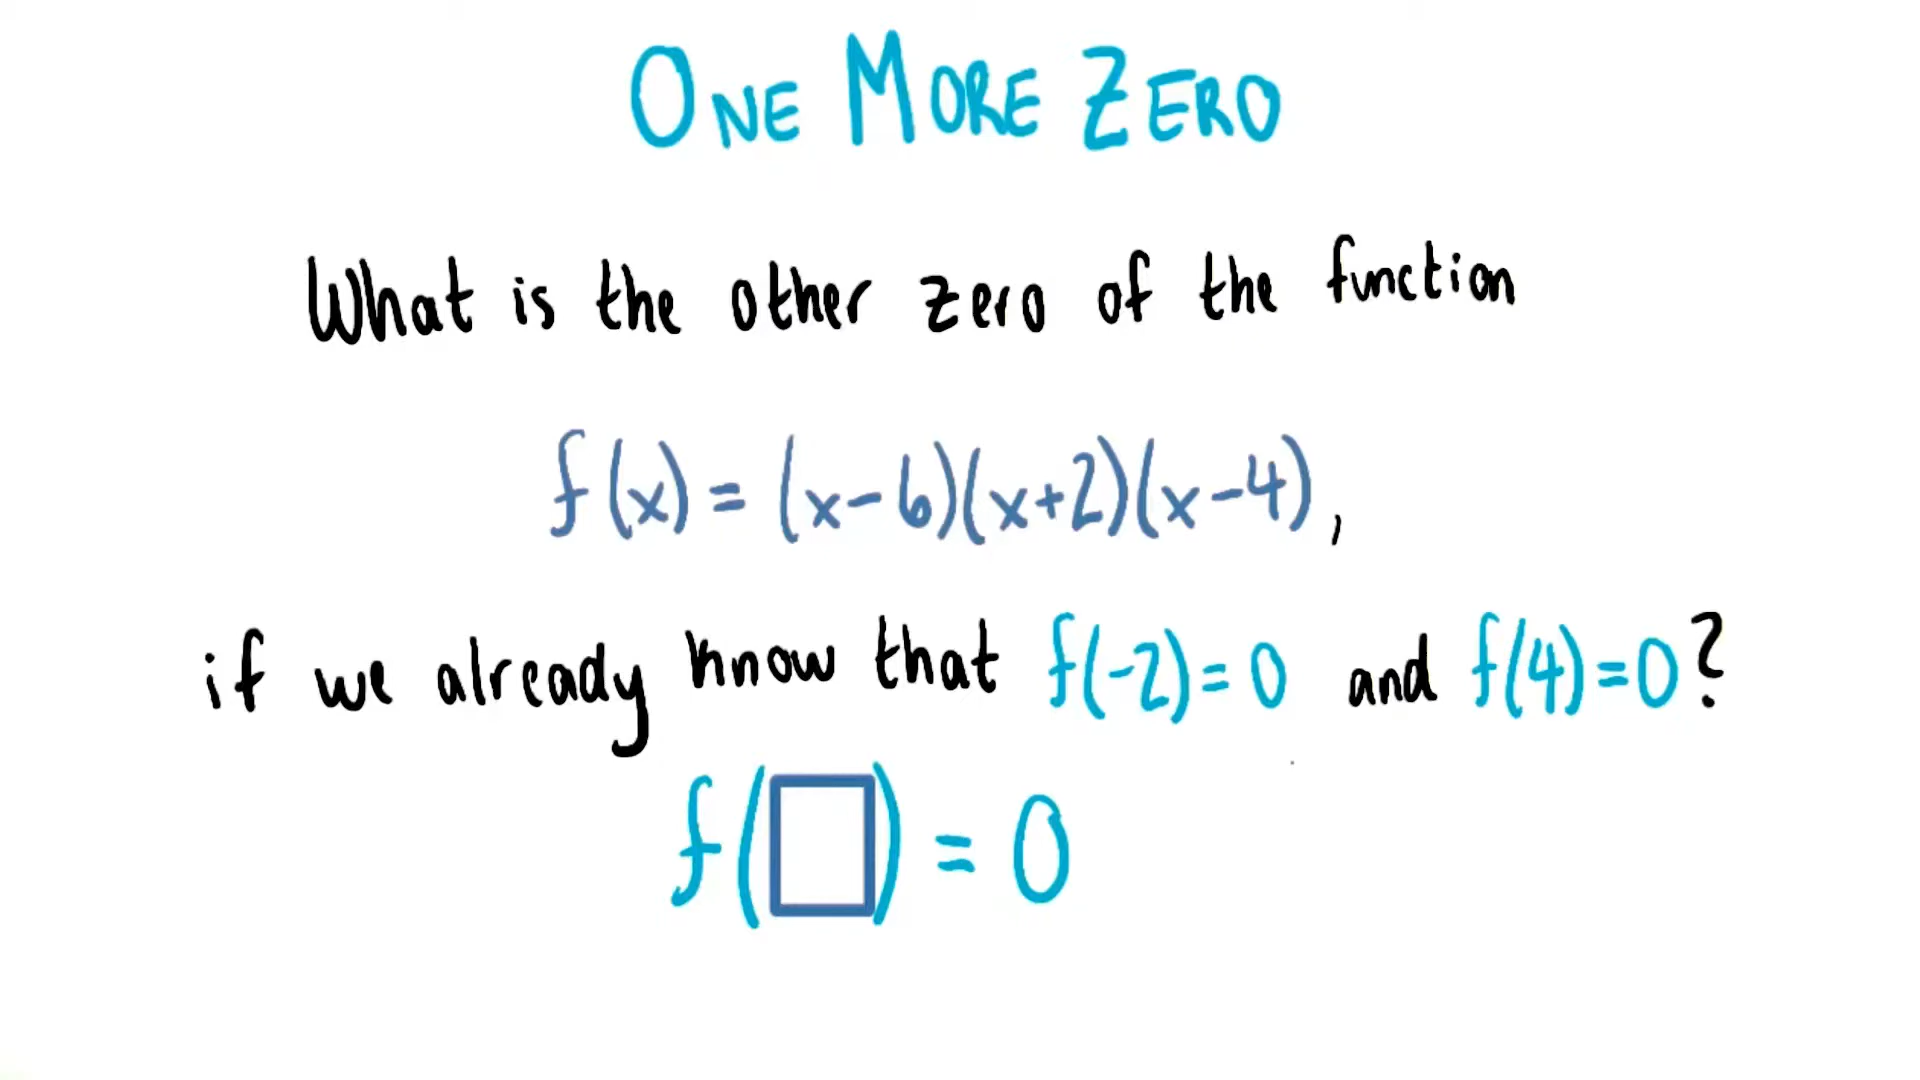 ONE MORE ZERO
What is the other zero of the function
f(x) = (x-6)(x+2)(x-4),
if we already know that f(-2)=0 and f(4)=0?
f(□) = 0